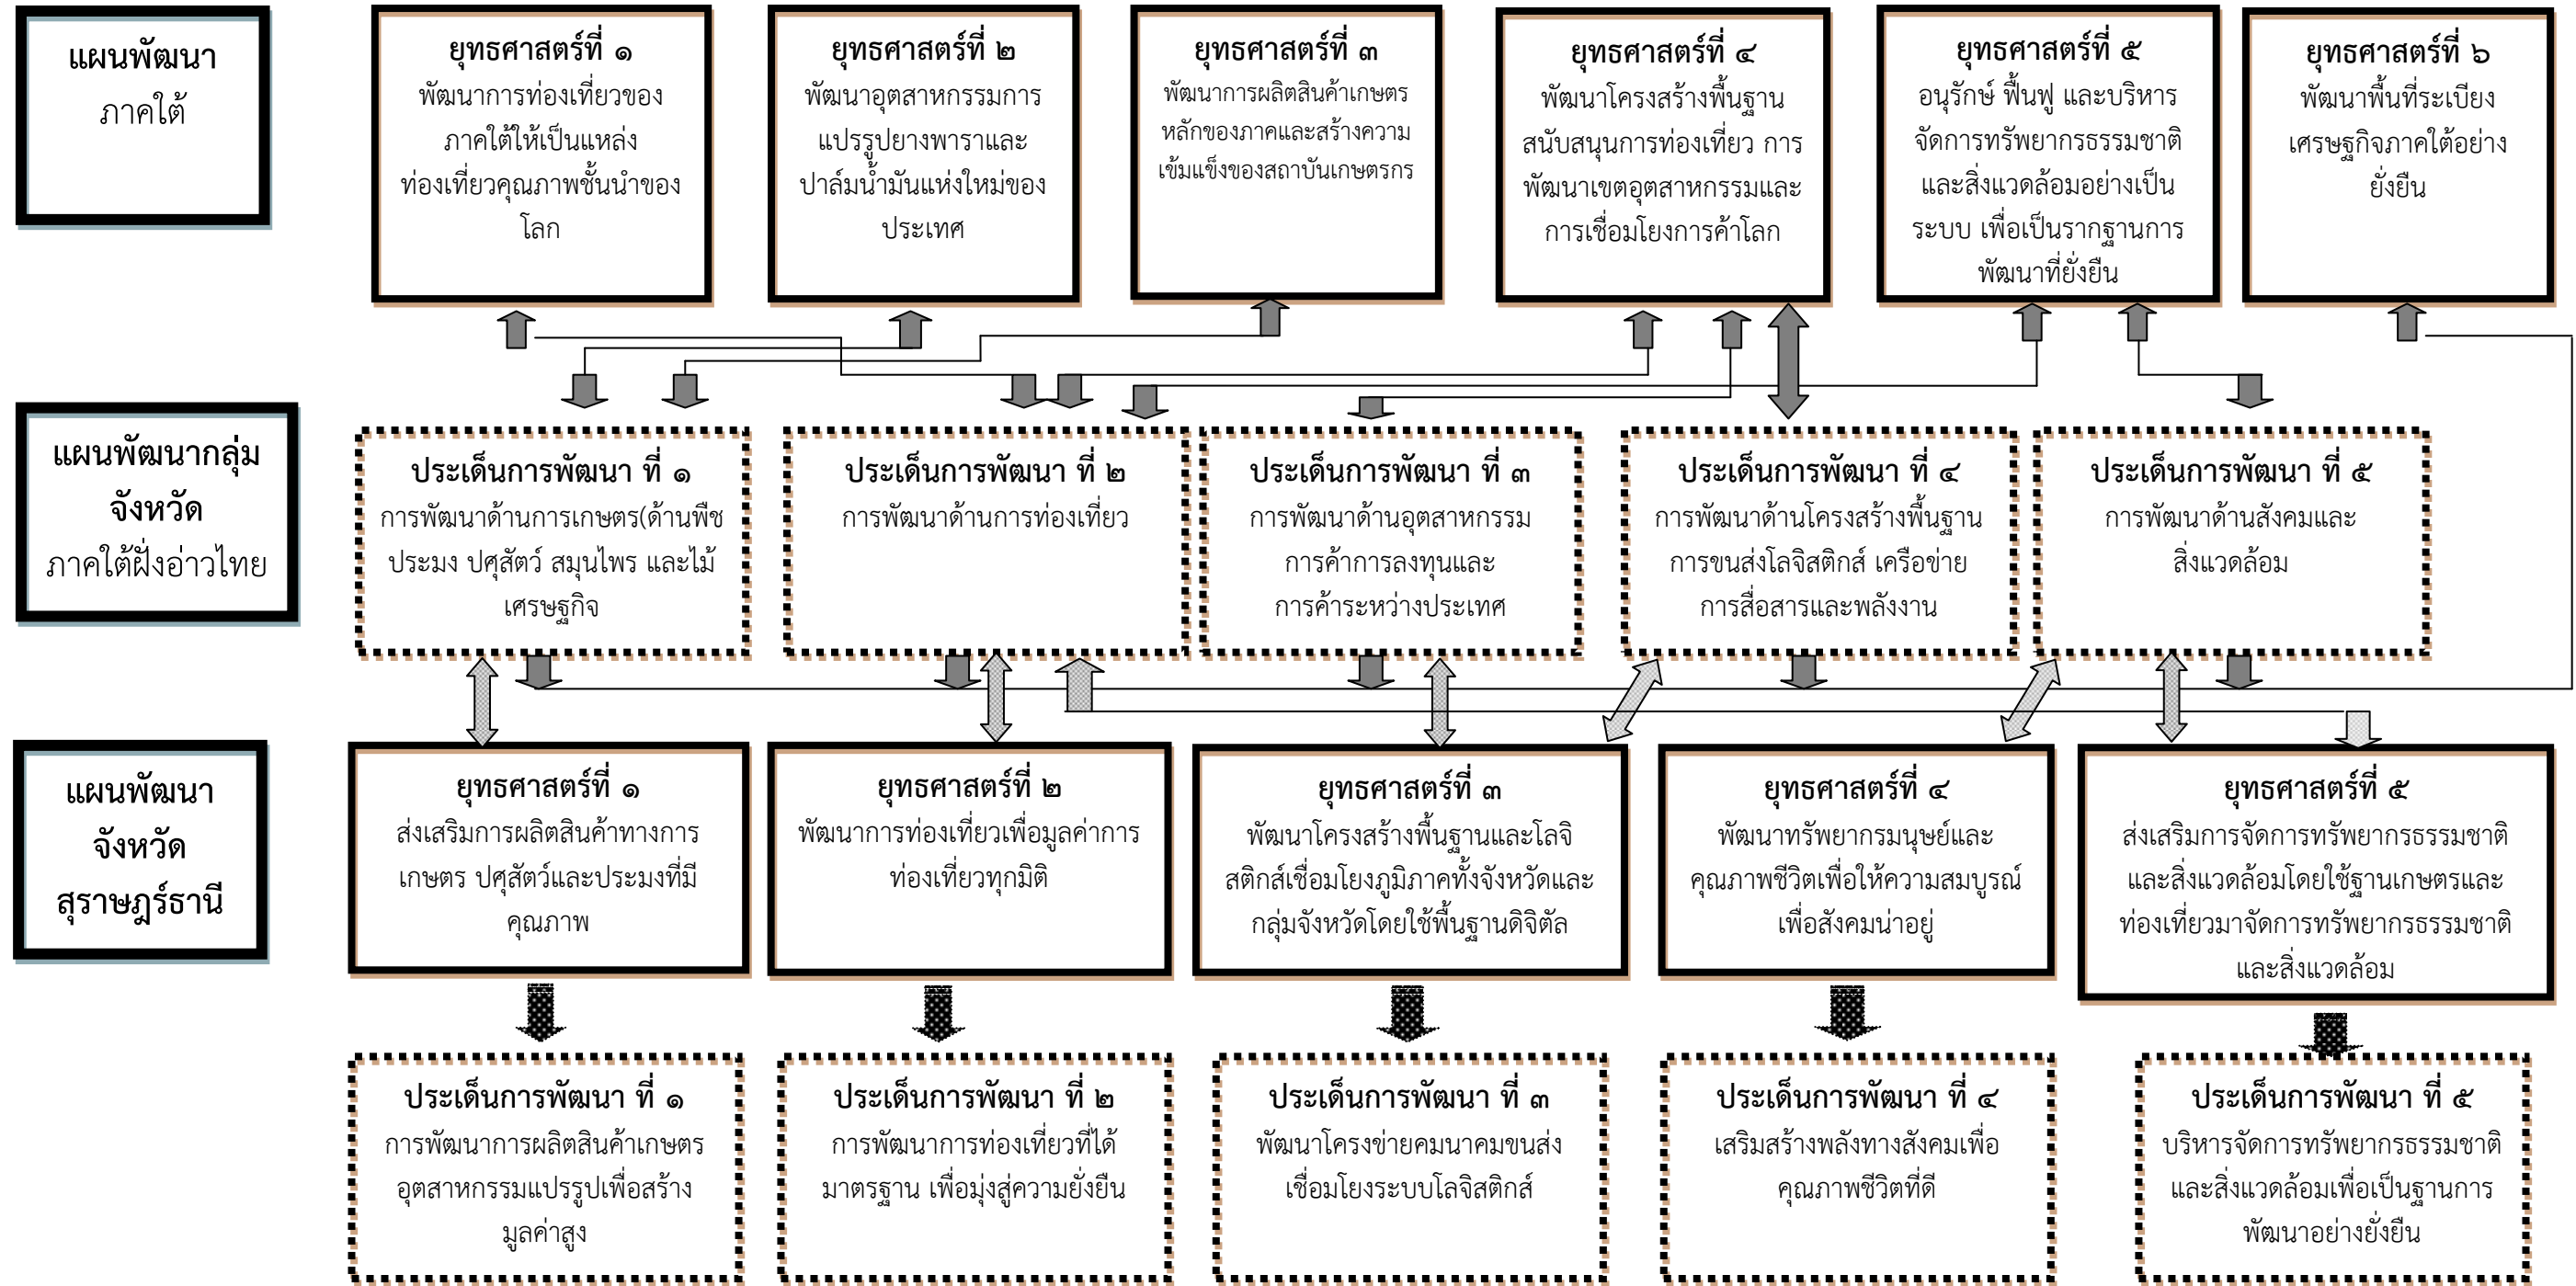 แผนพัฒนา
ภาคใต้
ยุทธศาสตร์ที่ ๑
พัฒนาการท่องเที่ยวของ
ภาคใต้ให้เป็นแหล่ง
ท่องเที่ยวคุณภาพชั้นนำของ
โลก
ยุทธศาสตร์ที่ ๒
พัฒนาอุตสาหกรรมการ
แปรรูปยางพาราและ
ปาล์มน้ำมันแห่งใหม่ของ
ประเทศ
ยุทธศาสตร์ที่ ๓
พัฒนาการผลิตสินค้าเกษตร
หลักของภาคและสร้างความ
เข้มแข็งของสถาบันเกษตรกร
ยุทธศาสตร์ที่ ๔
พัฒนาโครงสร้างพื้นฐาน
สนับสนุนการท่องเที่ยว การ
พัฒนาเขตอุตสาหกรรมและ
การเชื่อมโยงการค้าโลก
ยุทธศาสตร์ที่ ๕
อนุรักษ์ ฟื้นฟู และบริหาร
จัดการทรัพยากรธรรมชาติ
และสิ่งแวดล้อมอย่างเป็น
ระบบ เพื่อเป็นรากฐานการ
พัฒนาที่ยั่งยืน
ยุทธศาสตร์ที่ ๖
พัฒนาพื้นที่ระเบียง
เศรษฐกิจภาคใต้อย่าง
ยั่งยืน
แผนพัฒนากลุ่ม
จังหวัด
ภาคใต้ฝั่งอ่าวไทย
ประเด็นการพัฒนา ที่ ๑
การพัฒนาด้านการเกษตร(ด้านพืช
ประมง ปศุสัตว์ สมุนไพร และไม้
เศรษฐกิจ
ประเด็นการพัฒนา ที่ ๒
การพัฒนาด้านการท่องเที่ยว
ประเด็นการพัฒนา ที่ ๓
การพัฒนาด้านอุตสาหกรรม
การค้าการลงทุนและ
การค้าระหว่างประเทศ
ประเด็นการพัฒนา ที่ ๔
การพัฒนาด้านโครงสร้างพื้นฐาน
การขนส่งโลจิสติกส์ เครือข่าย
การสื่อสารและพลังงาน
ประเด็นการพัฒนา ที่ ๕
การพัฒนาด้านสังคมและ
สิ่งแวดล้อม
แผนพัฒนา
จังหวัด
สุราษฎร์ธานี
ยุทธศาสตร์ที่ ๑
ส่งเสริมการผลิตสินค้าทางการ
เกษตร ปศุสัตว์และประมงที่มี
คุณภาพ
ยุทธศาสตร์ที่ ๒
พัฒนาการท่องเที่ยวเพื่อมูลค่าการ
ท่องเที่ยวทุกมิติ
ยุทธศาสตร์ที่ ๓
พัฒนาโครงสร้างพื้นฐานและโลจิ
สติกส์เชื่อมโยงภูมิภาคทั้งจังหวัดและ
กลุ่มจังหวัดโดยใช้พื้นฐานดิจิตัล
ยุทธศาสตร์ที่ ๔
พัฒนาทรัพยากรมนุษย์และ
คุณภาพชีวิตเพื่อให้ความสมบูรณ์
เพื่อสังคมน่าอยู่
ยุทธศาสตร์ที่ ๕
ส่งเสริมการจัดการทรัพยากรธรรมชาติ
และสิ่งแวดล้อมโดยใช้ฐานเกษตรและ
ท่องเที่ยวมาจัดการทรัพยากรธรรมชาติ
และสิ่งแวดล้อม
ประเด็นการพัฒนา ที่ ๑
การพัฒนาการผลิตสินค้าเกษตร
อุตสาหกรรมแปรรูปเพื่อสร้าง
มูลค่าสูง
ประเด็นการพัฒนา ที่ ๒
การพัฒนาการท่องเที่ยวที่ได้
มาตรฐาน เพื่อมุ่งสู่ความยั่งยืน
ประเด็นการพัฒนา ที่ ๓
พัฒนาโครงข่ายคมนาคมขนส่ง
เชื่อมโยงระบบโลจิสติกส์
ประเด็นการพัฒนา ที่ ๔
เสริมสร้างพลังทางสังคมเพื่อ
คุณภาพชีวิตที่ดี
ประเด็นการพัฒนา ที่ ๕
บริหารจัดการทรัพยากรธรรมชาติ
และสิ่งแวดล้อมเพื่อเป็นฐานการ
พัฒนาอย่างยั่งยืน